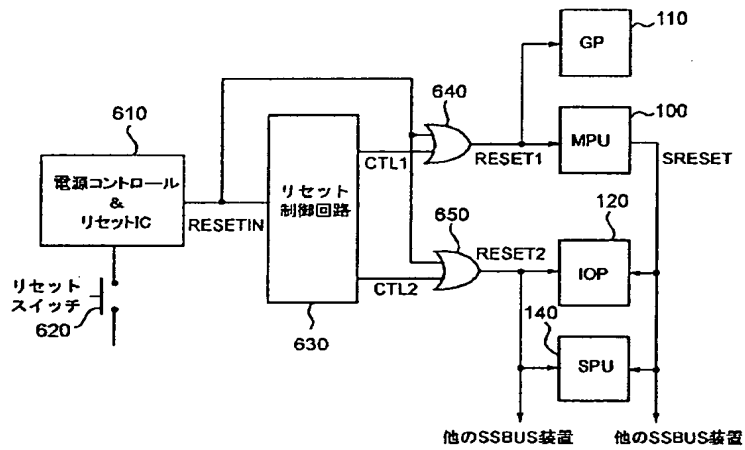 110
GP
640
100
610
MPU
電源コントロール
&
リセットIC
リセット
制御回路
CTL1
RESET1
SRESET
RESETIN
650
120
RESET2
IOP
リセット
スイッチ
620
CTL2
630
140
SPU
他のSSBUS装置
他のSSBUS装置